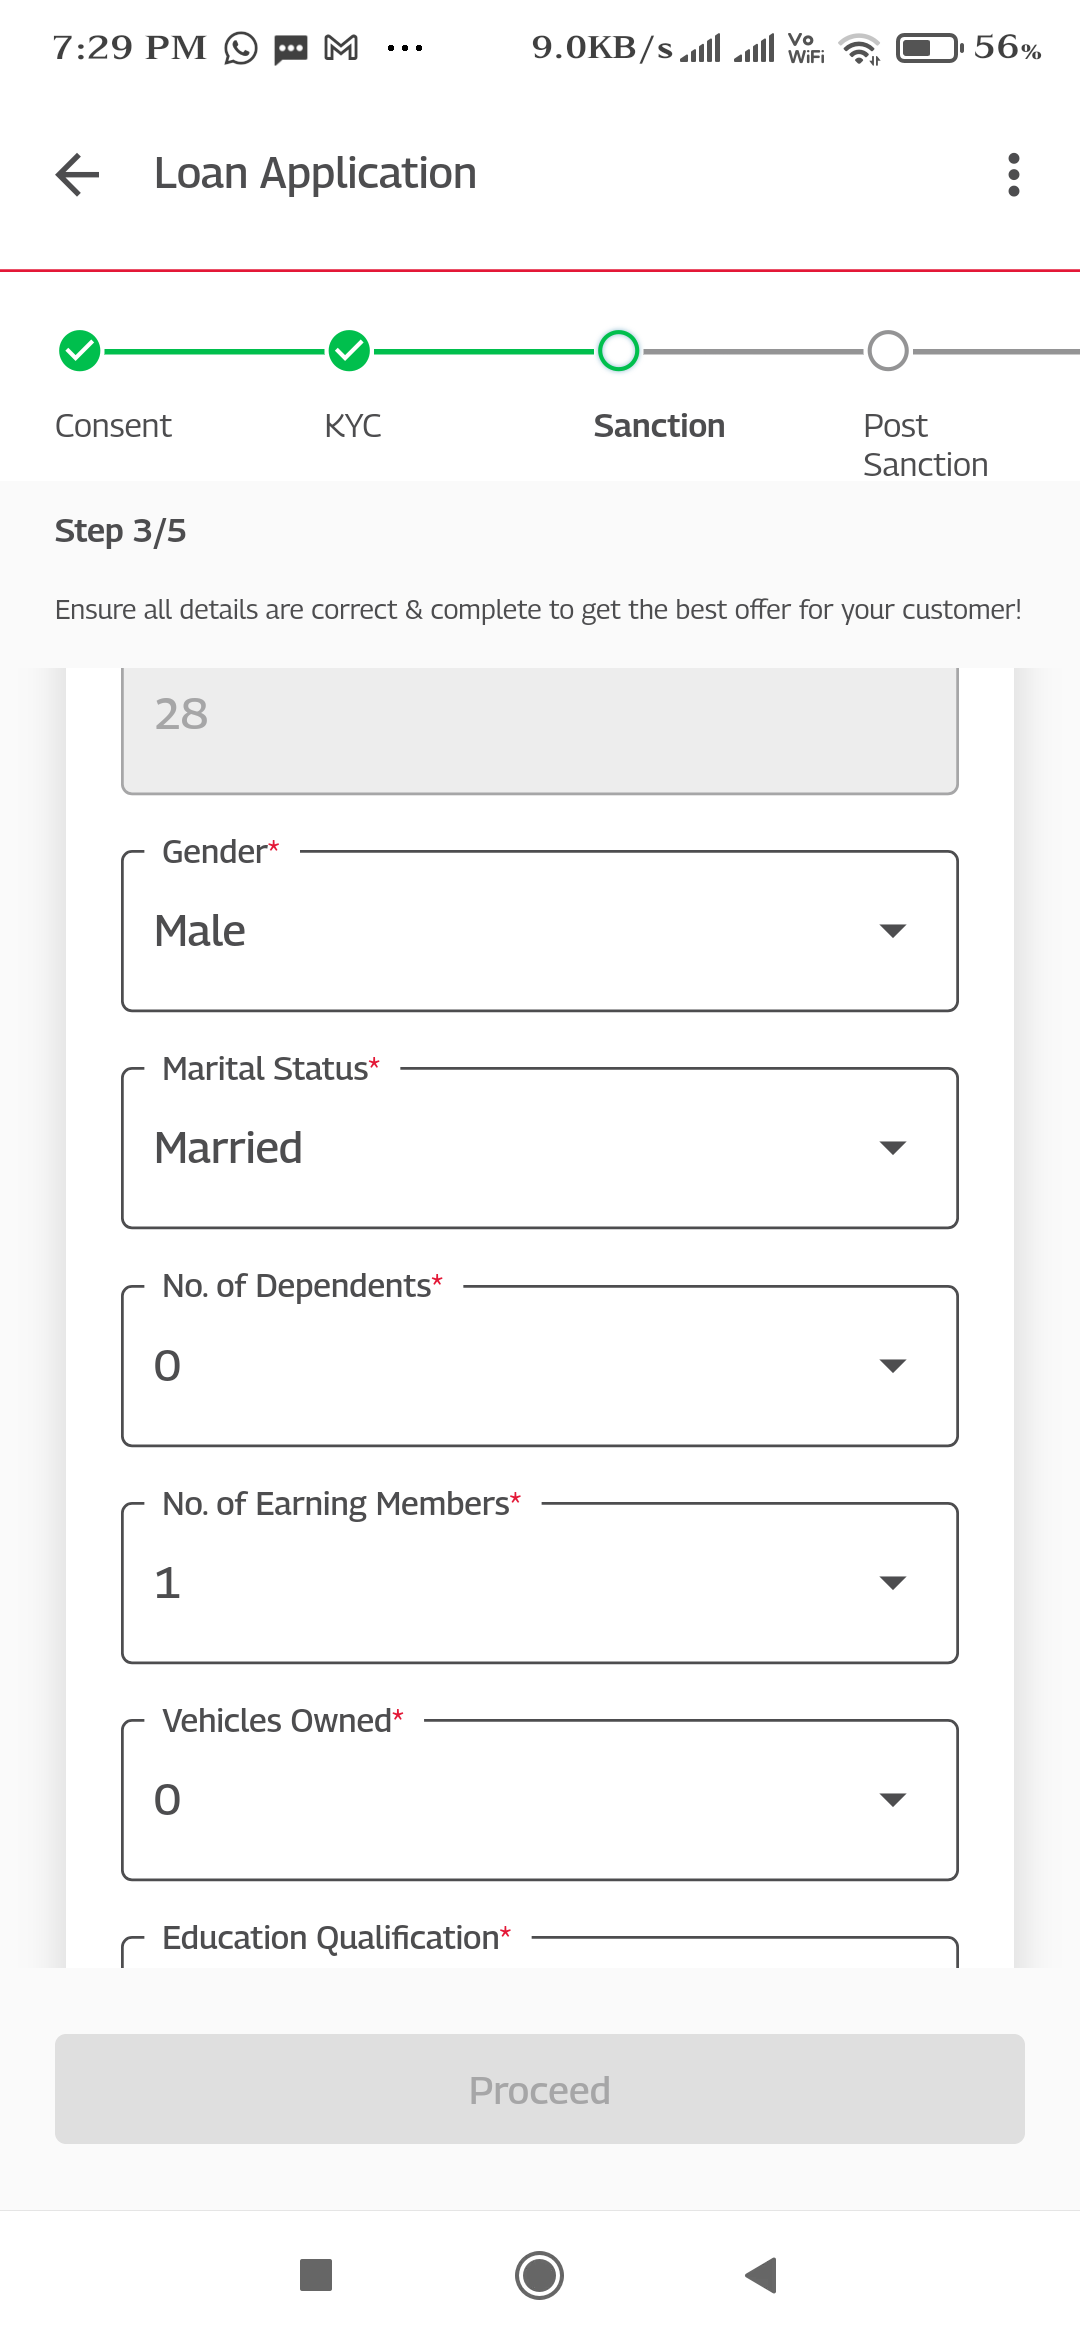 7:29 PM ... 9.0KB/s Vo WiFi 56%
Loan Application
Consent KYC Sanction Post Sanction
Step 3/5
Ensure all details are correct & complete to get the best offer for your customer!
28
Gender*
Male
Marital Status*
Married
No. of Dependents*
0
No. of Earning Members*
1
Vehicles Owned*
0
Education Qualification*
Proceed